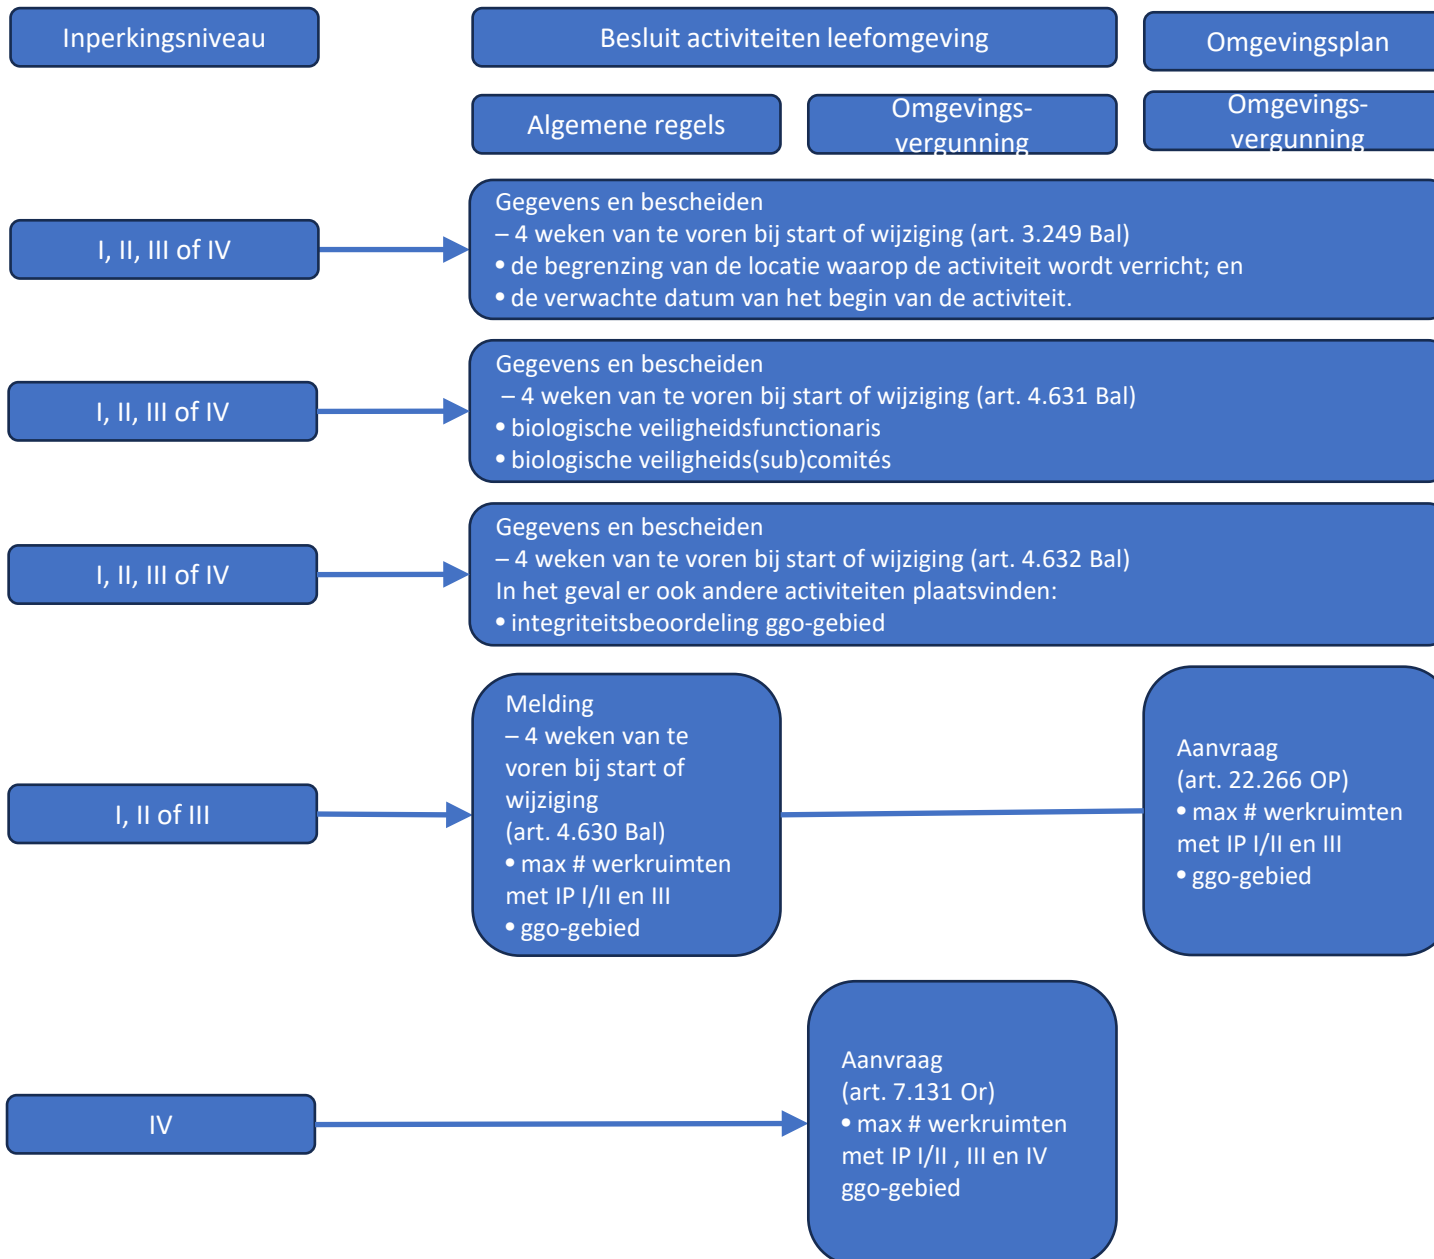 Inperkingsniveau
Besluit activiteiten leefomgeving
Omgevingsplan
Algemene regels
Omgevings-
vergunning
Omgevings-
vergunning
I, II, III of IV
Gegevens en bescheiden
– 4 weken van te voren bij start of wijziging (art. 3.249 Bal)
• de begrenzing van de locatie waarop de activiteit wordt verricht; en
• de verwachte datum van het begin van de activiteit.
I, II, III of IV
Gegevens en bescheiden
– 4 weken van te voren bij start of wijziging (art. 4.631 Bal)
• biologische veiligheidsfunctionaris
• biologische veiligheids(sub)comités
I, II, III of IV
Gegevens en bescheiden
– 4 weken van te voren bij start of wijziging (art. 4.632 Bal)
In het geval er ook andere activiteiten plaatsvinden:
• integriteitsbeoordeling ggo-gebied
I, II of III
Melding
– 4 weken van te
voren bij start of
wijziging
(art. 4.630 Bal)
• max # werkruimten
met IP I/II en III
• ggo-gebied
Aanvraag
(art. 22.266 OP)
• max # werkruimten
met IP I/II en III
• ggo-gebied
IV
Aanvraag
(art. 7.131 Or)
• max # werkruimten
met IP I/II , III en IV
ggo-gebied